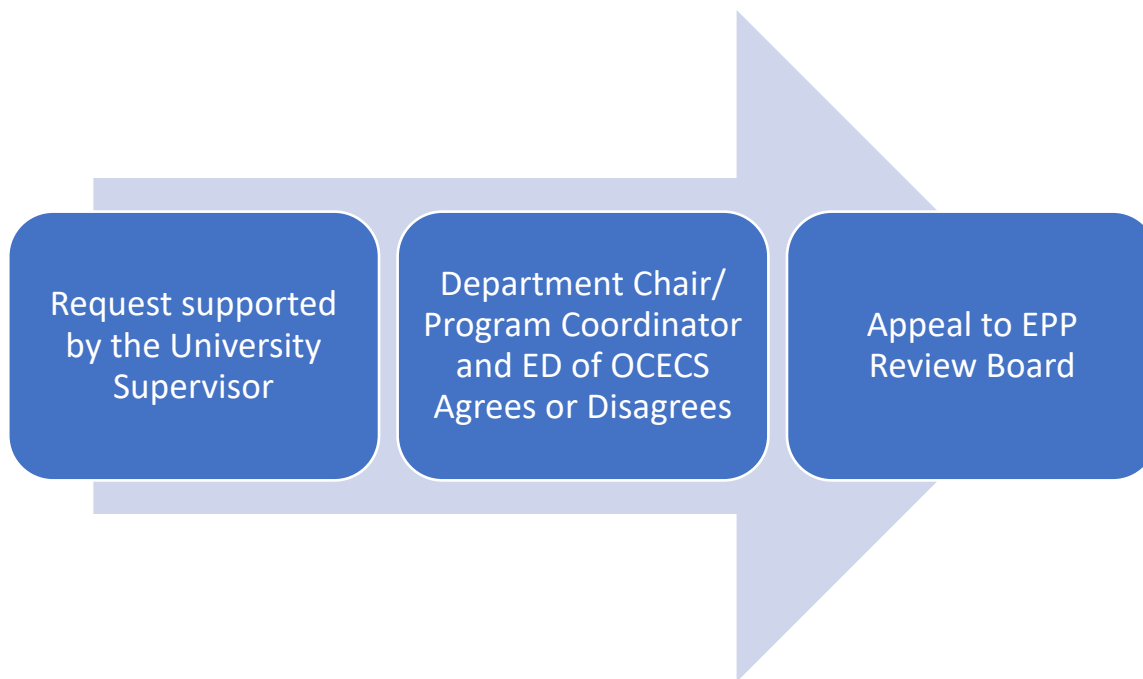 Request supported
by the University
Supervisor
Department Chair/
Program Coordinator
and ED of OCECS
Agrees or Disagrees
Appeal to EPP
Review Board